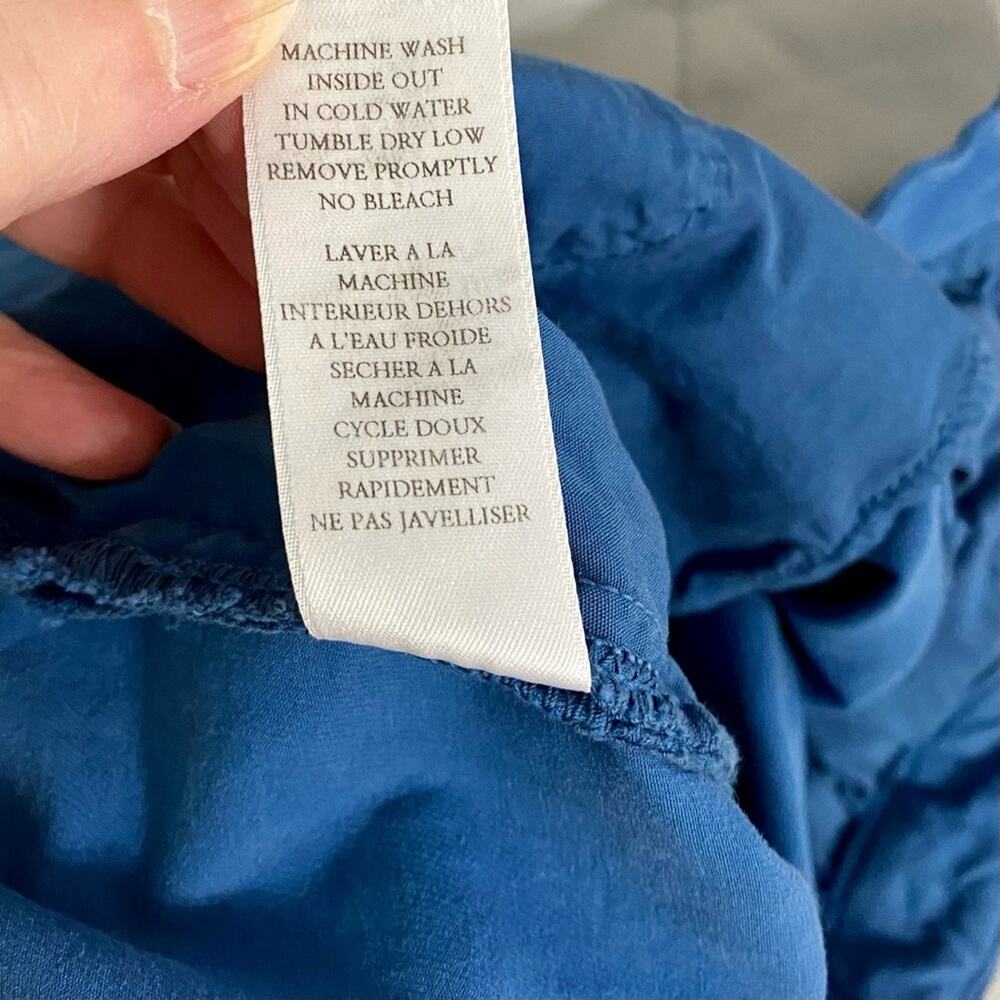 MACHINE WASH
INSIDE OUT
IN COLD WATER
TUMBLE DRY LOW
REMOVE PROMPTLY
NO BLEACH
LAVER A LA
MACHINE
INTERIEUR DEHORS
A L'EAU FROIDE
SECHER A LA
MACHINE
CYCLE DOUX
SUPPRIMER
RAPIDEMENT
NE PAS JAVELLISER